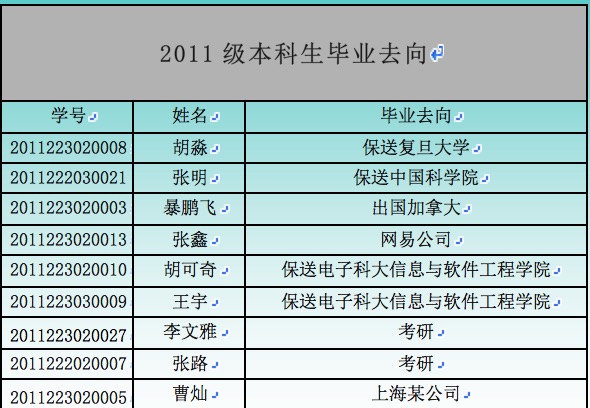 2011级本科生毕业去向
学号 姓名 毕业去向
2011223020008 胡淼 保送复旦大学
2011222030021 张明 保送中国科学院
2011223020003 暴鹏飞 出国加拿大
2011223020013 张鑫 网易公司
2011223020010 胡可奇 保送电子科大信息与软件工程学院
2011223030009 王宇 保送电子科大信息与软件工程学院
2011223020027 李文雅 考研
2011222020007 张路 考研
2011223020005 曹灿 上海某公司